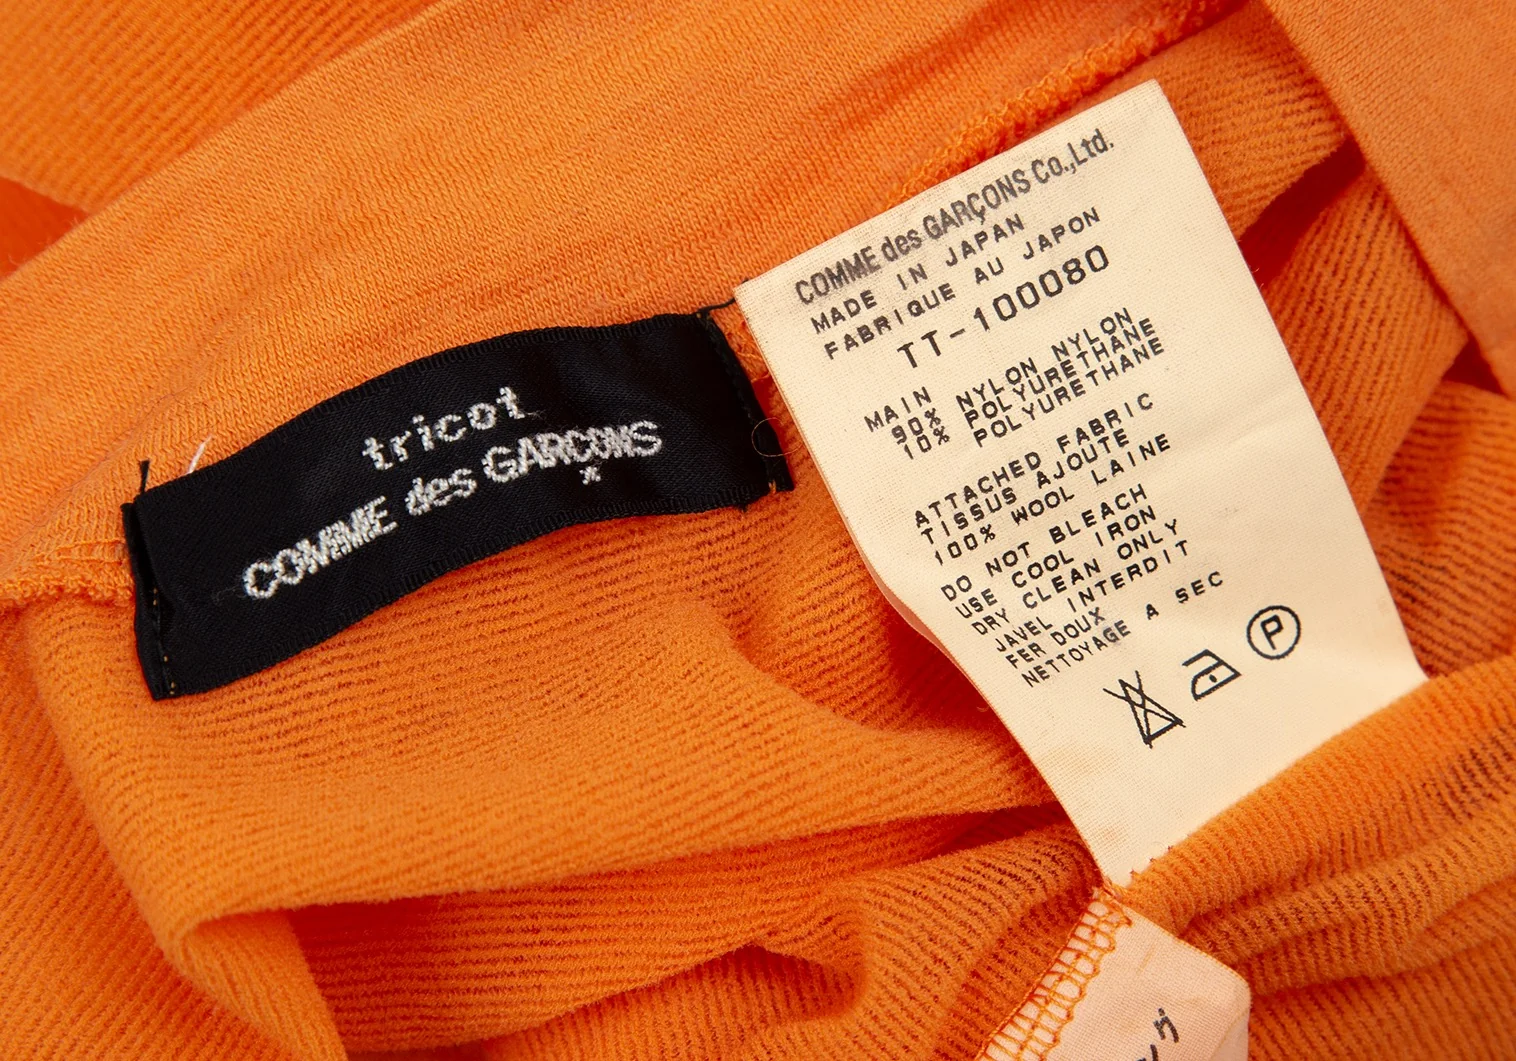 tricot
COMME des GARÇONS
COMME des GARÇONS Co.,Ltd.
MADE IN JAPAN
FABRIQUE AU JAPON
TT-100080
MAIN
90% NYLON NYLON
10% POLYURETHANE
POLYURETHANE
ATTACHED FABRIC
TISSUS AJOUTE
100% WOOL LAINE
DO NOT BLEACH
USE COOL IRON
DRY CLEAN ONLY
JAVEL INTERDIT
FER DOUX
NETTOYAGE A SEC
P